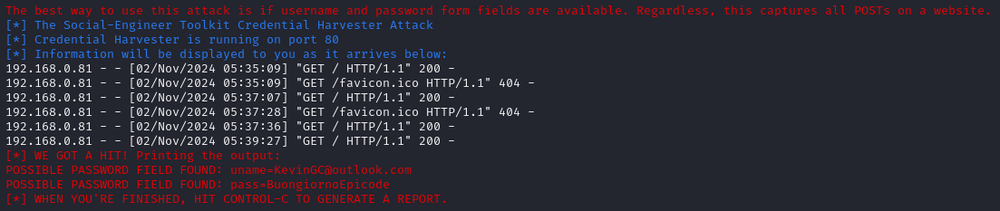 The best way to use this attack is if username and password form fields are available. Regardless, this captures all POSTs on a website.
[*] The Social-Engineer Toolkit Credential Harvester Attack
[*] Credential Harvester is running on port 80
[*] Information will be displayed to you as it arrives below:
192.168.0.81 - - [02/Nov/2024 05:35:09] "GET / HTTP/1.1" 200 -
192.168.0.81 - - [02/Nov/2024 05:35:09] "GET /favicon.ico HTTP/1.1" 404 -
192.168.0.81 - - [02/Nov/2024 05:37:07] "GET / HTTP/1.1" 200 -
192.168.0.81 - - [02/Nov/2024 05:37:28] "GET /favicon.ico HTTP/1.1" 404 -
192.168.0.81 - - [02/Nov/2024 05:37:36] "GET / HTTP/1.1" 200 -
192.168.0.81 - - [02/Nov/2024 05:39:27] "GET / HTTP/1.1" 200 -
[*] WE GOT A HIT! Printing the output:
POSSIBLE PASSWORD FIELD FOUND: uname=KevinGC@outlook.com
POSSIBLE PASSWORD FIELD FOUND: pass=BuongiornoEpicode
[*] WHEN YOU'RE FINISHED, HIT CONTROL-C TO GENERATE A REPORT.